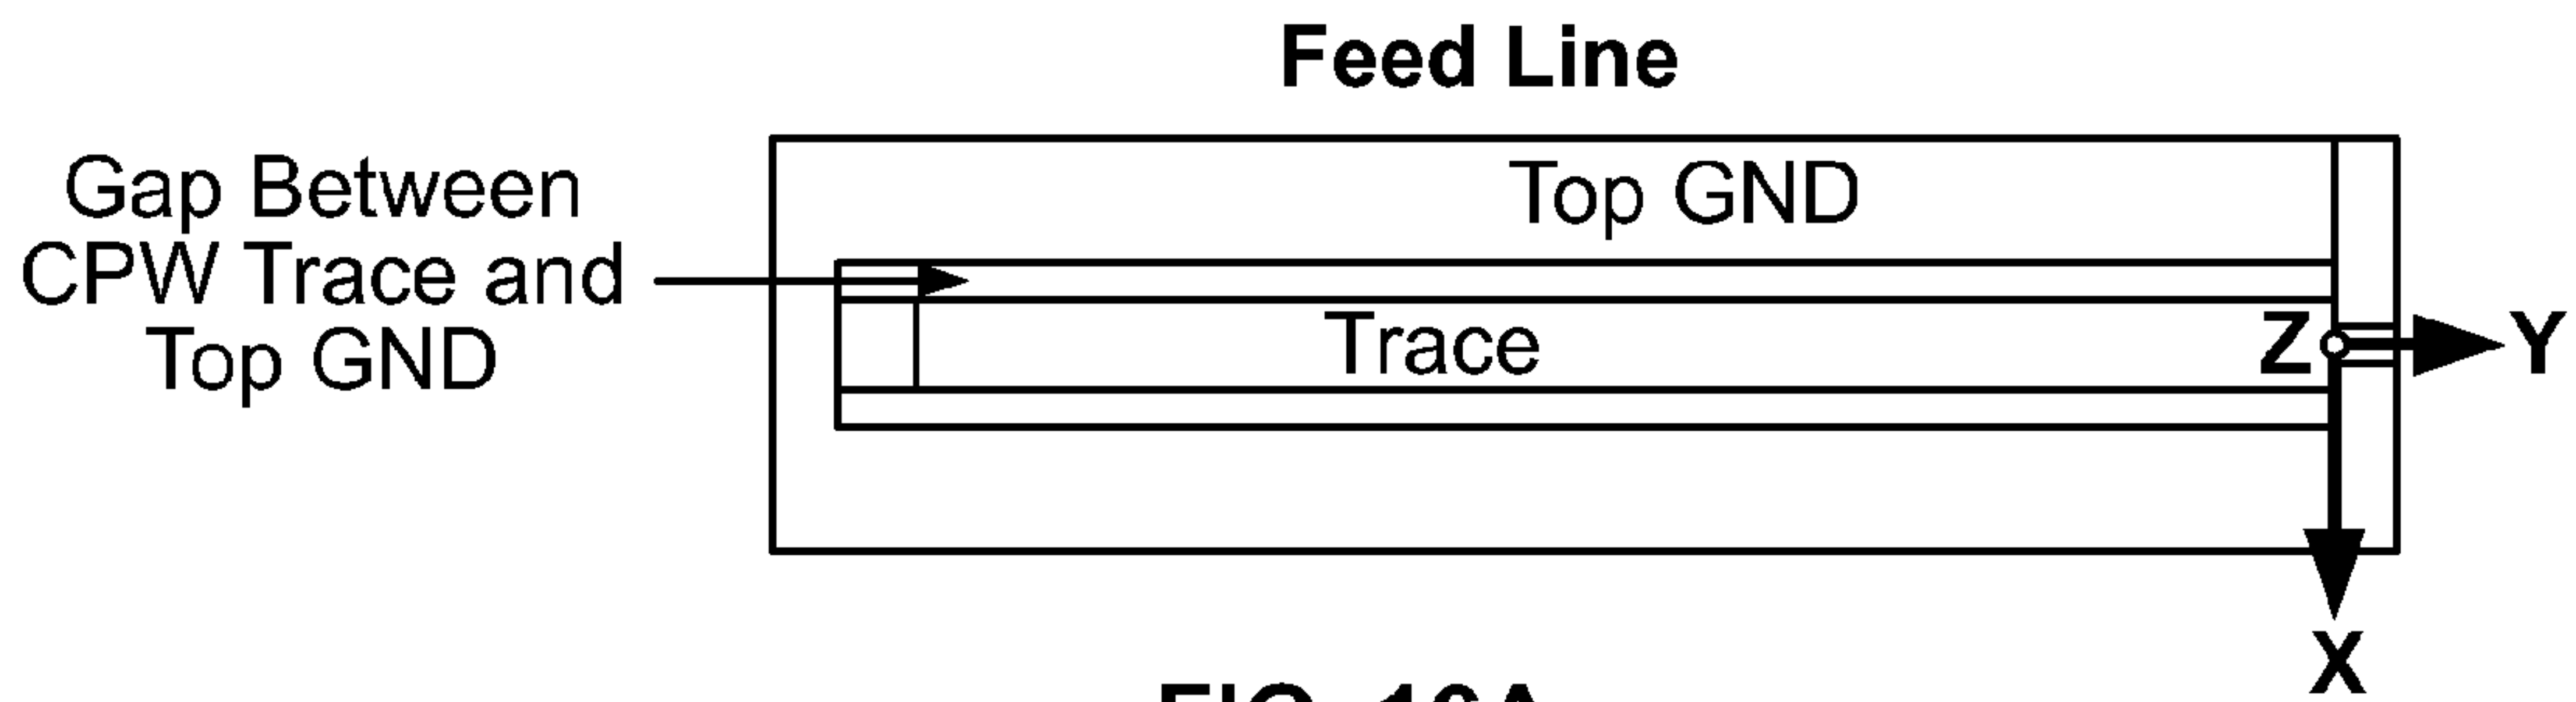 Feed Line
Gap Between
CPW Trace and
Top GND
Top GND
Trace
Z
Y
X